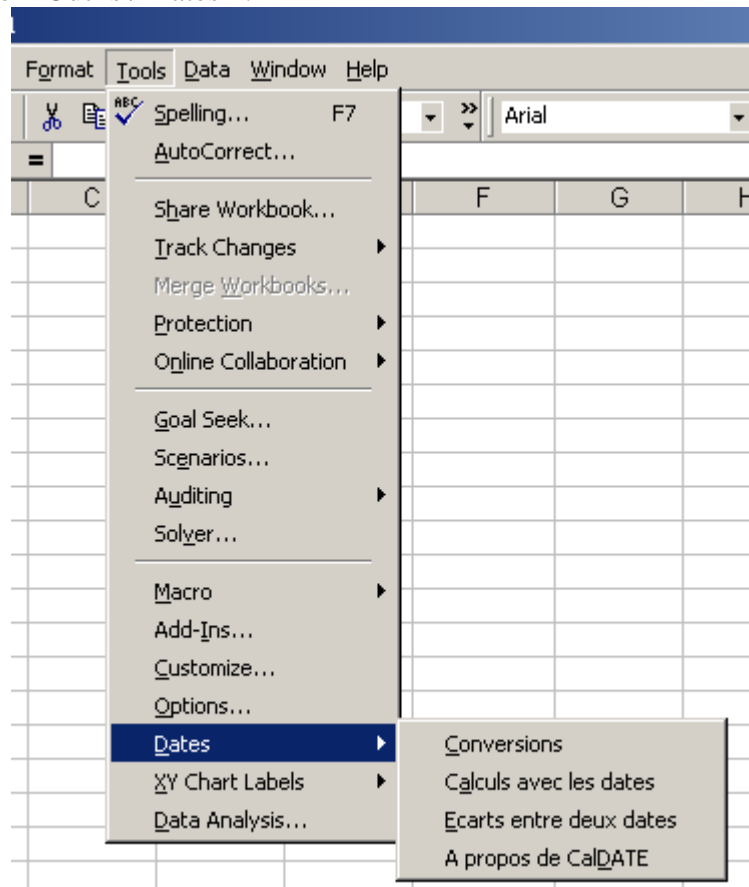 Format Tools Data Window Help
Arial
=
C F G H
ABC Spelling... F7
AutoCorrect...
Share Workbook...
Track Changes
Merge Workbooks...
Protection
Online Collaboration
Goal Seek...
Scenarios...
Auditing
Solver...
Macro
Add-Ins...
Customize...
Options...
Dates
XY Chart Labels
Data Analysis...
Conversions
Calculs avec les dates
Ecarts entre deux dates
A propos de CalDATE